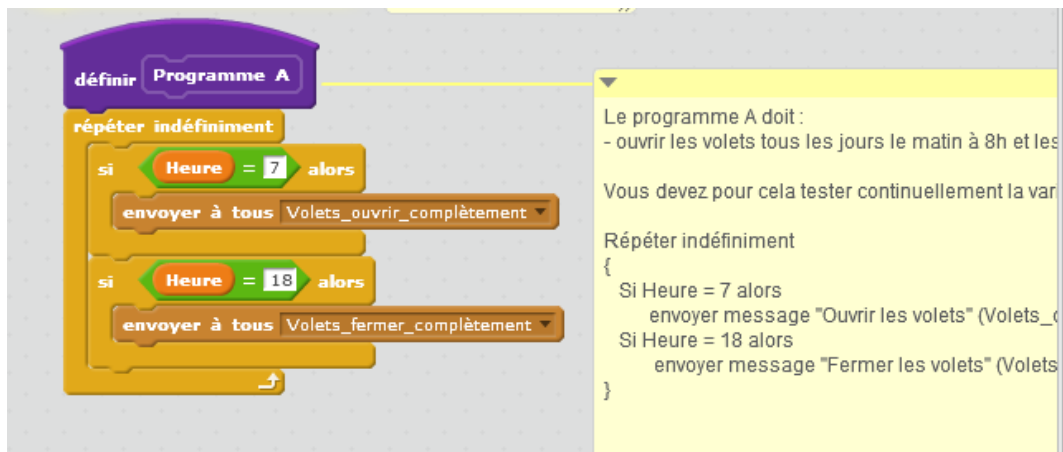 définir Programme A
répéter indéfiniment
si Heure = 7 alors
envoyer à tous Volets_ouvrir_complètement
si Heure = 18 alors
envoyer à tous Volets_fermer_complètement
Le programme A doit :
- ouvrir les volets tous les jours le matin à 8h et les
Vous devez pour cela tester continuellement la var
Répéter indéfiniment
{
Si Heure = 7 alors
envoyer message "Ouvrir les volets" (Volets_
Si Heure = 18 alors
envoyer message "Fermer les volets" (Volets
}